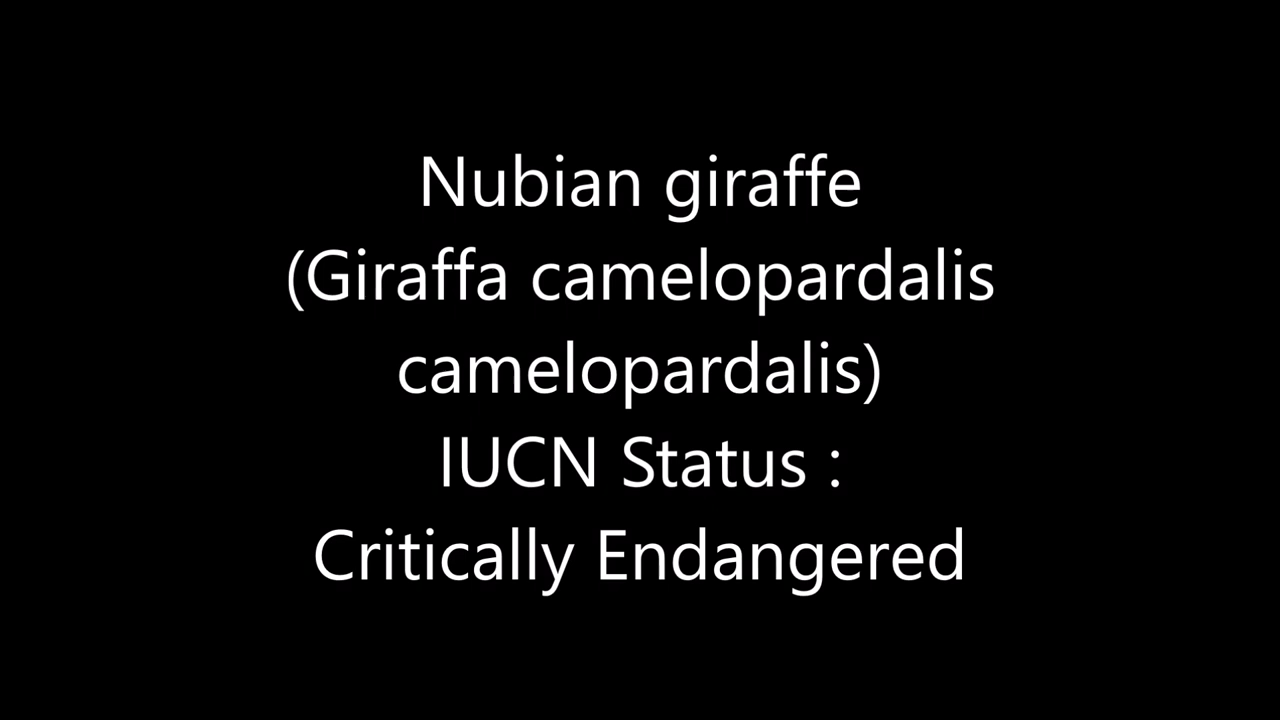 Nubian giraffe
(Giraffa camelopardalis
camelopardalis)
IUCN Status :
Critically Endangered